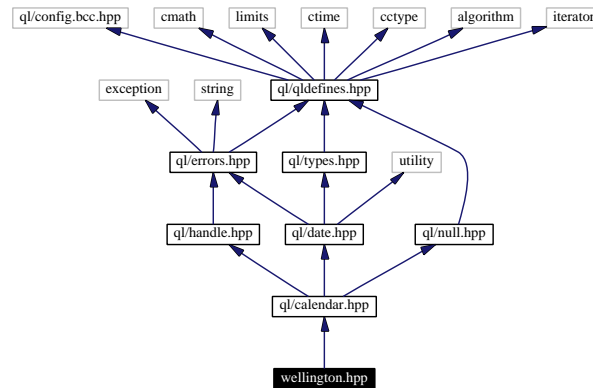 ql/config.bcc.hpp cmath limits ctime cctype algorithm iterator
exception string ql/qldefines.hpp
ql/errors.hpp ql/types.hpp utility
ql/handle.hpp ql/date.hpp ql/null.hpp
ql/calendar.hpp
wellington.hpp